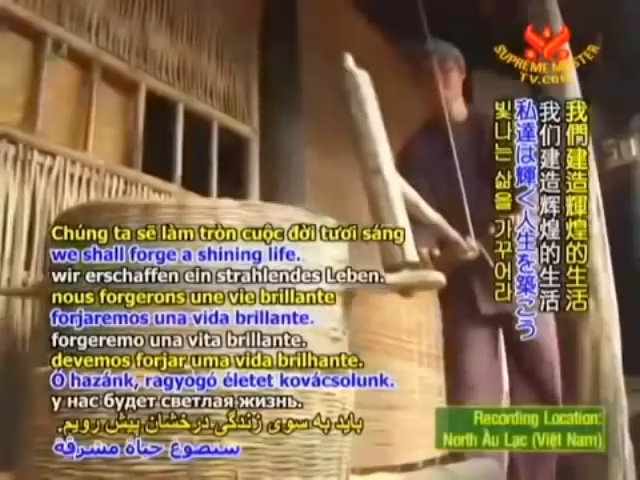 SUPREME MASTER
TV.com
我們建造輝煌的生活
我们建造辉煌的生活
私達は輝く人生を築こう
빛나는 삶을 가꾸어라
Chúng ta sẽ làm tròn cuộc đời tươi sáng
we shall forge a shining life.
wir erschaffen ein strahlendes Leben.
nous forgerons une vie brillante
forjaremos una vida brillante.
forgeremo una vita brillante.
devemos forjar uma vida brilhante.
Ó hazánk, ragyogó életet kovácsolunk.
у нас будет светлая жизнь.
باید به سوی زندگی درخشان پیش رویم.
سنصوغ حياة مشرقة
Recording Location:
North Âu Lạc (Việt Nam)